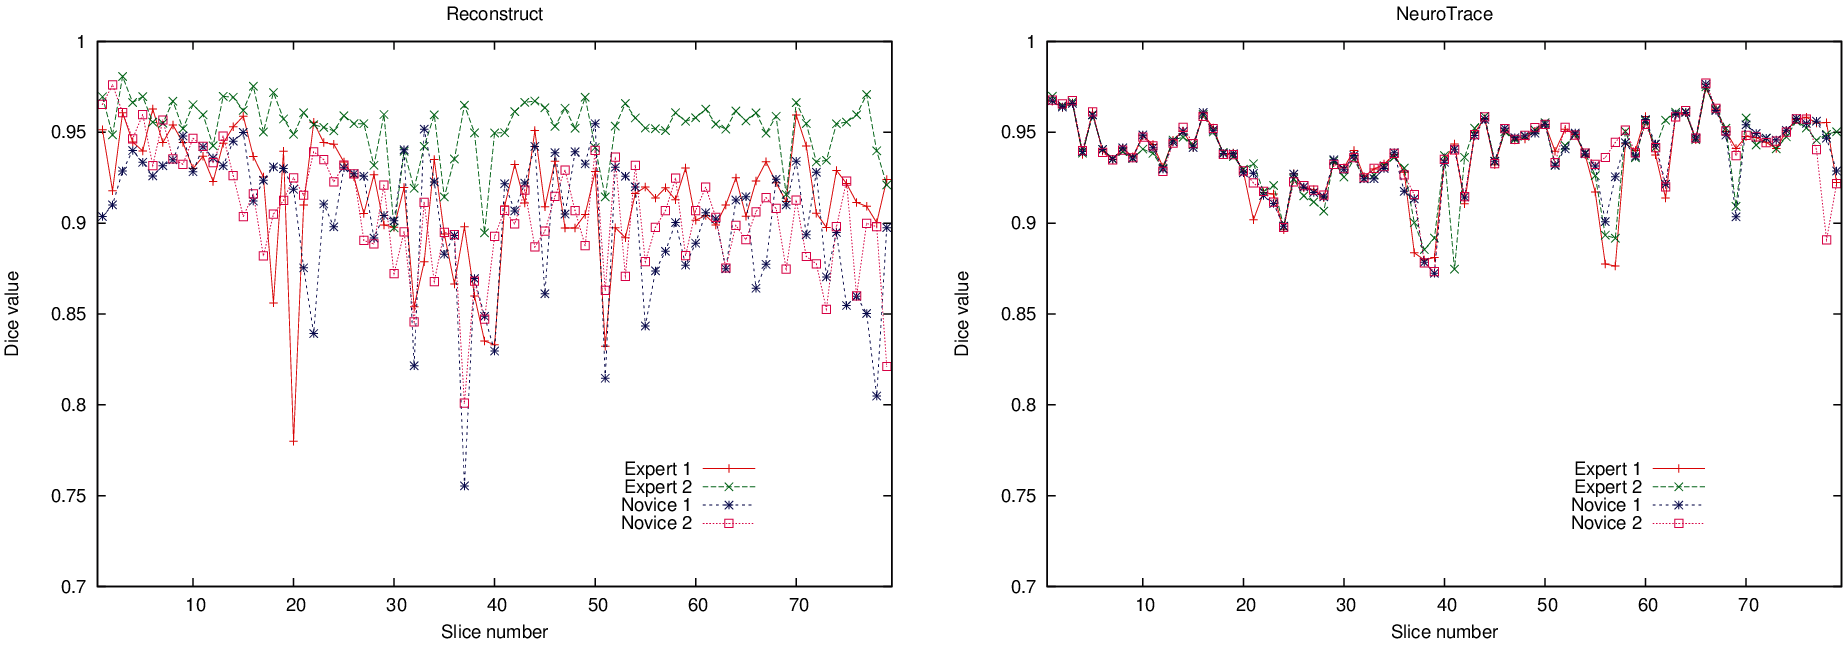 Reconstruct
1
0.95
0.9
0.85
0.8
0.75
0.7
Dice value
Expert 1
Expert 2
Novice 1
Novice 2
10 20 30 40 50 60 70
Slice number
NeuroTrace
1
0.95
0.9
0.85
0.8
0.75
0.7
Dice value
Expert 1
Expert 2
Novice 1
Novice 2
10 20 30 40 50 60 70
Slice number